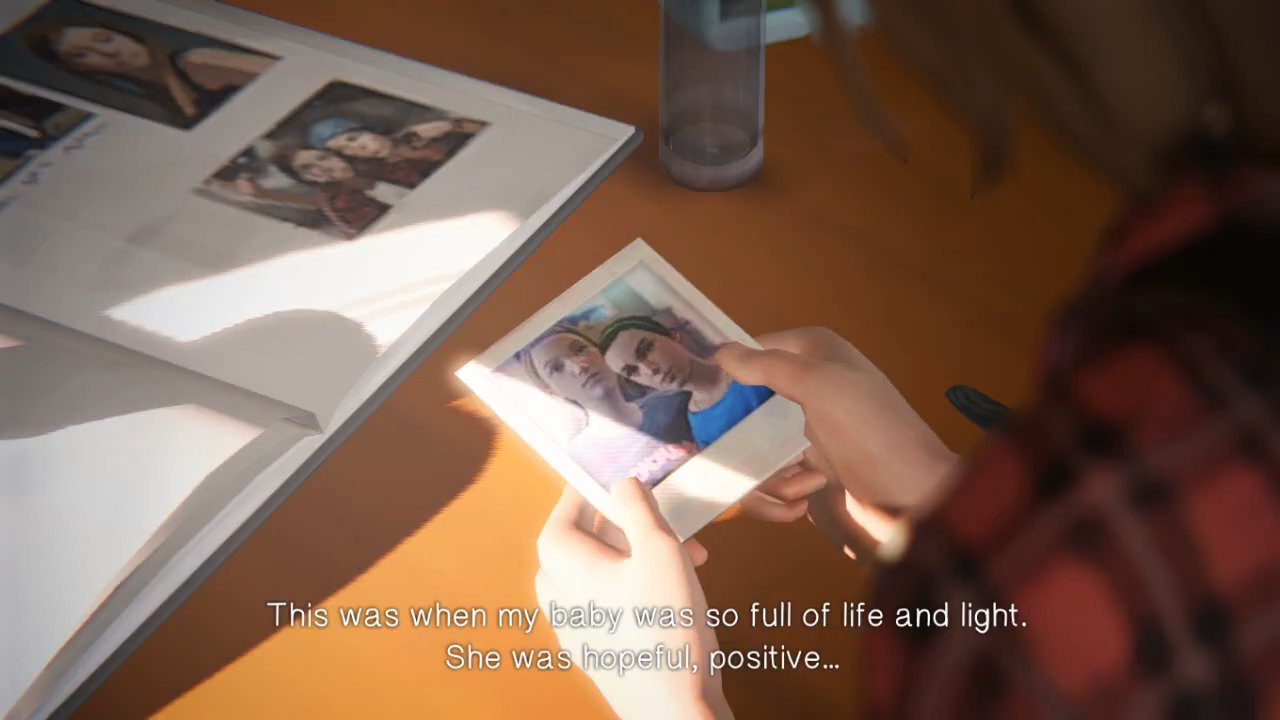 This was when my baby was so full of life and light.
She was hopeful, positive...